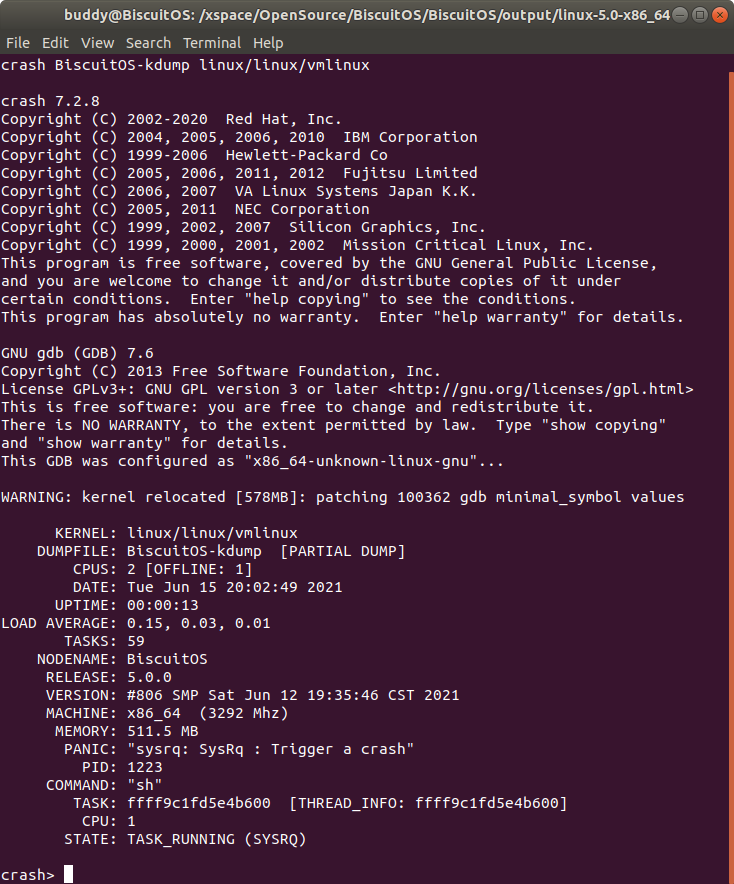 buddy@BiscuitOS: /xspace/OpenSource/BiscuitOS/BiscuitOS/output/linux-5.0-x86_64
File Edit View Search Terminal Help
crash BiscuitOS-kdump linux/linux/vmlinux
crash 7.2.8
Copyright (C) 2002-2020  Red Hat, Inc.
Copyright (C) 2004, 2005, 2006, 2010  IBM Corporation
Copyright (C) 1999-2006  Hewlett-Packard Co
Copyright (C) 2005, 2006, 2011, 2012  Fujitsu Limited
Copyright (C) 2006, 2007  VA Linux Systems Japan K.K.
Copyright (C) 2005, 2011  NEC Corporation
Copyright (C) 1999, 2002, 2007  Silicon Graphics, Inc.
Copyright (C) 1999, 2000, 2001, 2002  Mission Critical Linux, Inc.
This program is free software, covered by the GNU General Public License,
and you are welcome to change it and/or distribute copies of it under
certain conditions.  Enter "help copying" to see the conditions.
This program has absolutely no warranty.  Enter "help warranty" for details.
GNU gdb (GDB) 7.6
Copyright (C) 2013 Free Software Foundation, Inc.
License GPLv3+: GNU GPL version 3 or later <http://gnu.org/licenses/gpl.html>
This is free software: you are free to change and redistribute it.
There is NO WARRANTY, to the extent permitted by law.  Type "show copying"
and "show warranty" for details.
This GDB was configured as "x86_64-unknown-linux-gnu"...
WARNING: kernel relocated [578MB]: patching 100362 gdb minimal_symbol values
KERNEL: linux/linux/vmlinux
DUMPFILE: BiscuitOS-kdump  [PARTIAL DUMP]
CPUS: 2 [OFFLINE: 1]
DATE: Tue Jun 15 20:02:49 2021
UPTIME: 00:00:13
LOAD AVERAGE: 0.15, 0.03, 0.01
TASKS: 59
NODENAME: BiscuitOS
RELEASE: 5.0.0
VERSION: #806 SMP Sat Jun 12 19:35:46 CST 2021
MACHINE: x86_64  (3292 Mhz)
MEMORY: 511.5 MB
PANIC: "sysrq: SysRq : Trigger a crash"
PID: 1223
COMMAND: "sh"
TASK: ffff9c1fd5e4b600  [THREAD_INFO: ffff9c1fd5e4b600]
CPU: 1
STATE: TASK_RUNNING (SYSRQ)
crash>